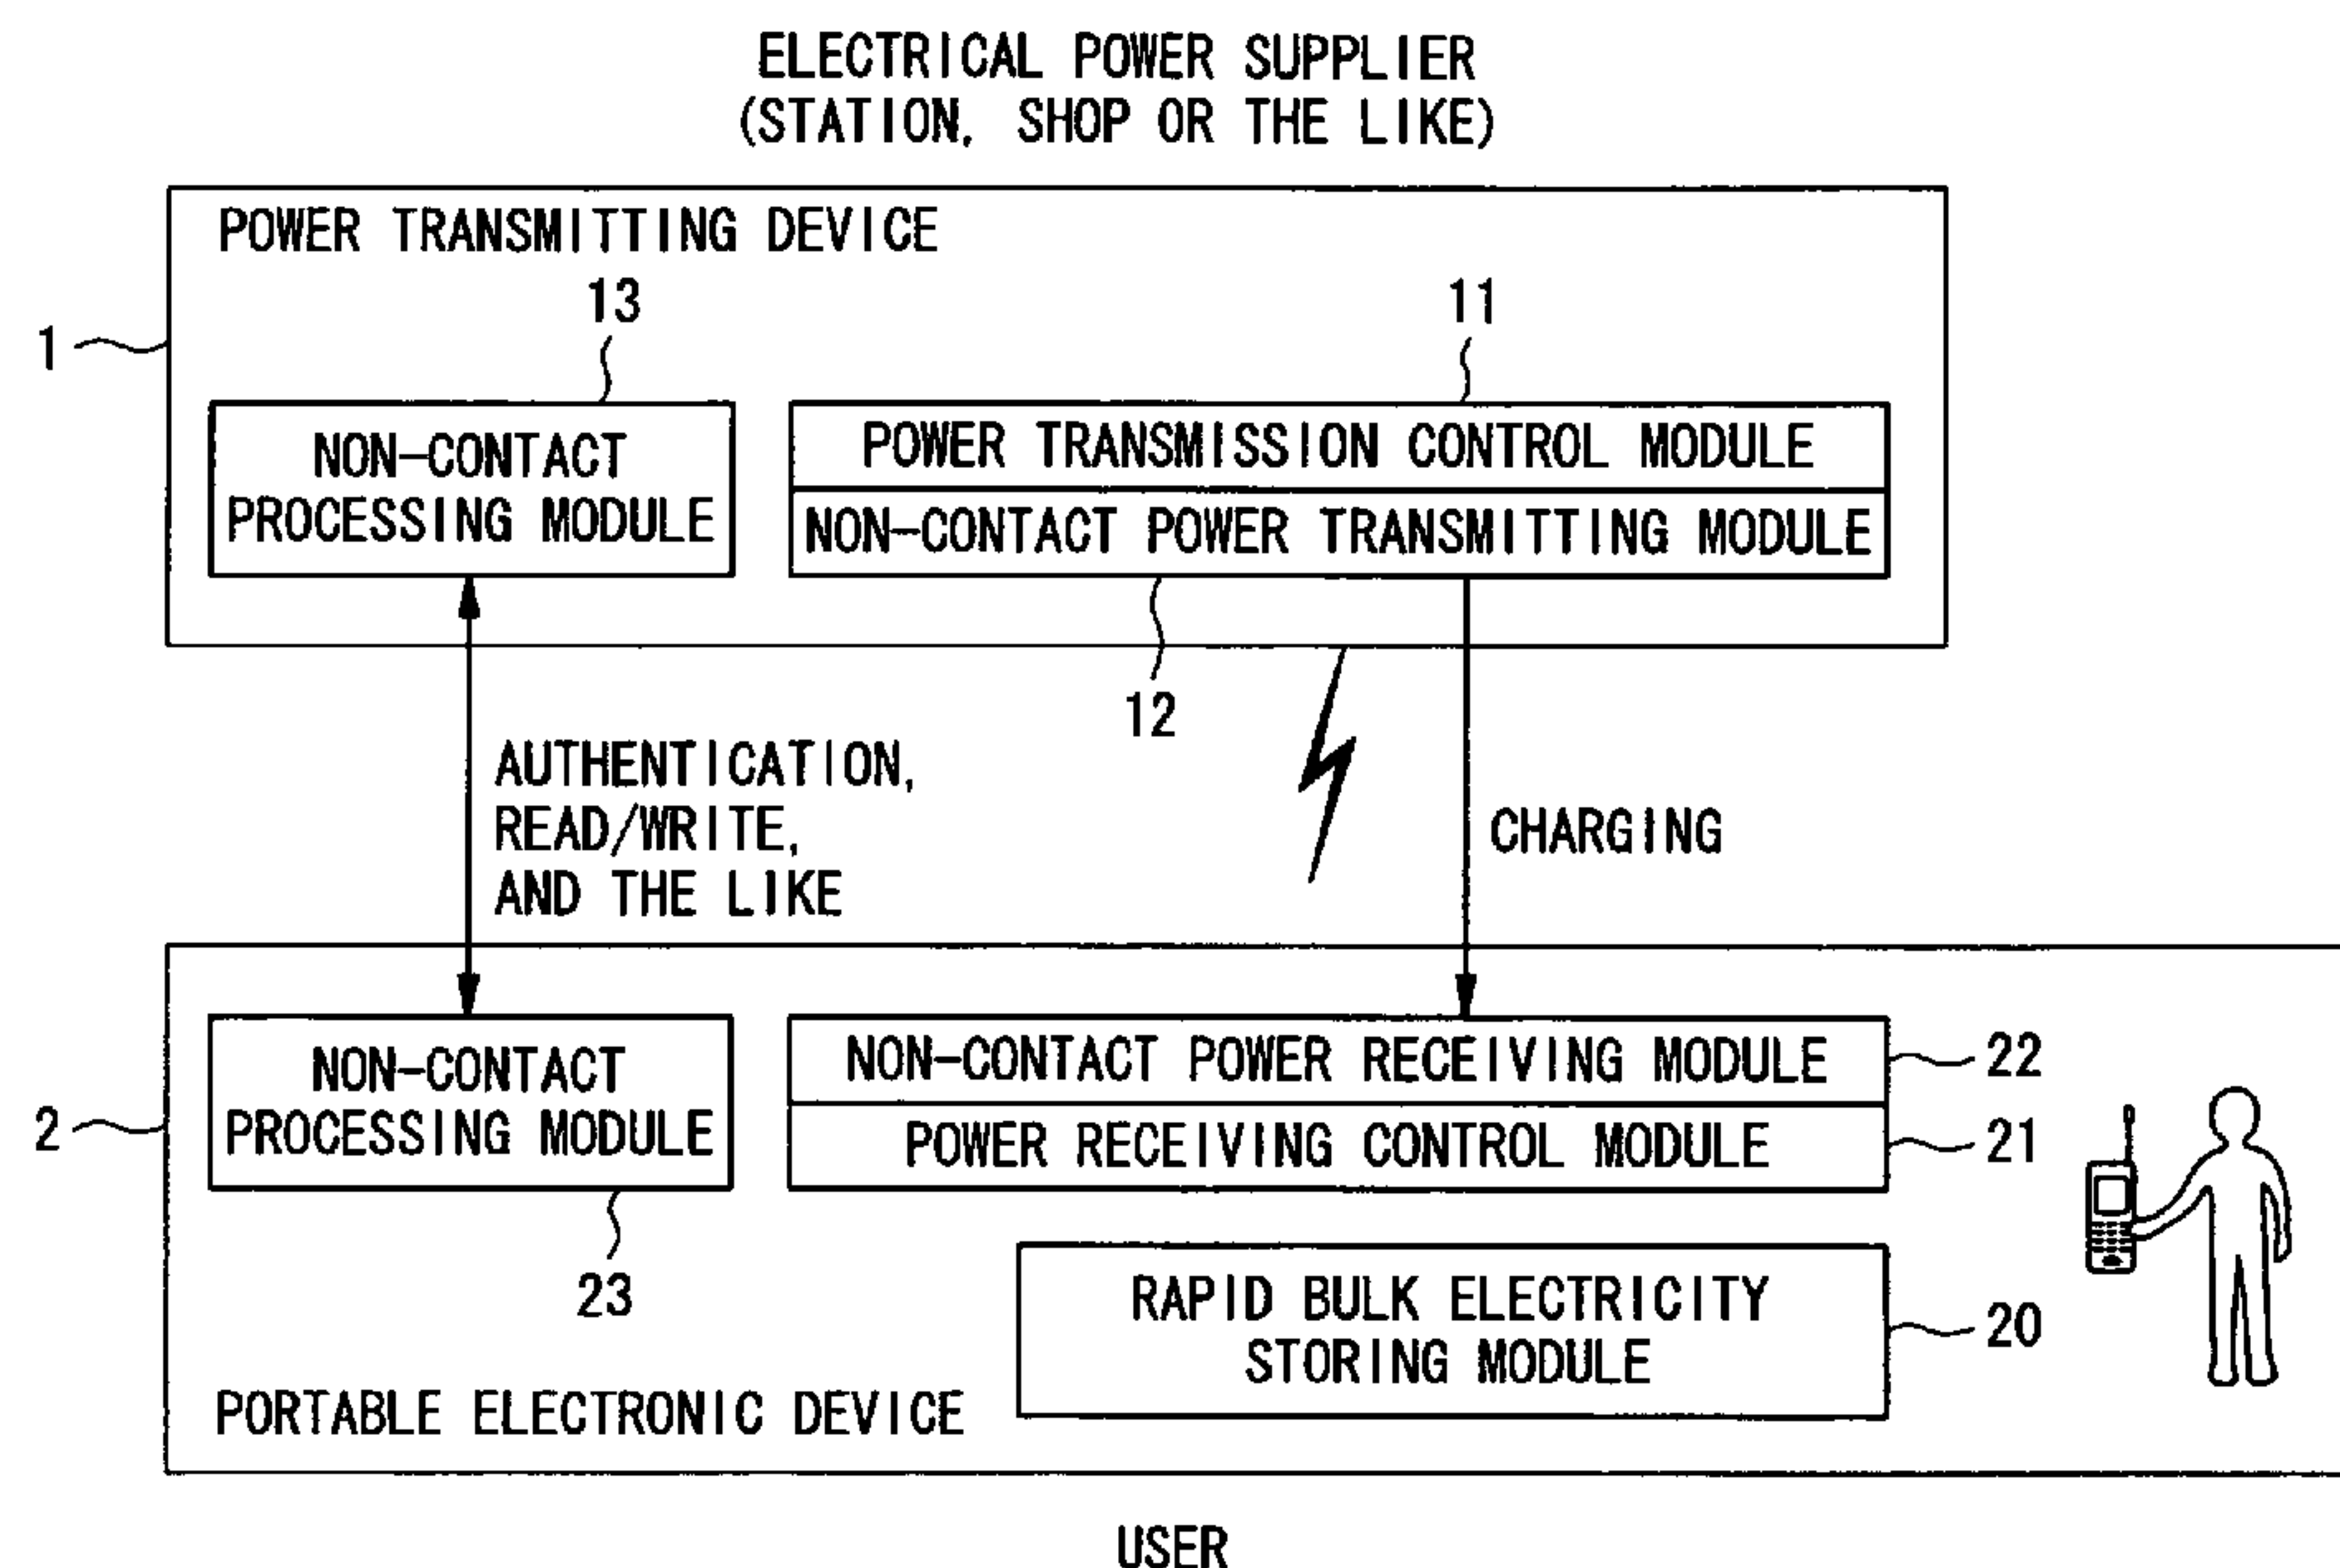 ELECTRICAL POWER SUPPLIER
(STATION, SHOP OR THE LIKE)
POWER TRANSMITTING DEVICE
13
11
1
NON-CONTACT
PROCESSING MODULE
POWER TRANSMISSION CONTROL MODULE
NON-CONTACT POWER TRANSMITTING MODULE
12
AUTHENTICATION,
READ/WRITE,
AND THE LIKE
CHARGING
2
NON-CONTACT
PROCESSING MODULE
NON-CONTACT POWER RECEIVING MODULE
22
POWER RECEIVING CONTROL MODULE
21
23
RAPID BULK ELECTRICITY
STORING MODULE
20
PORTABLE ELECTRONIC DEVICE
USER